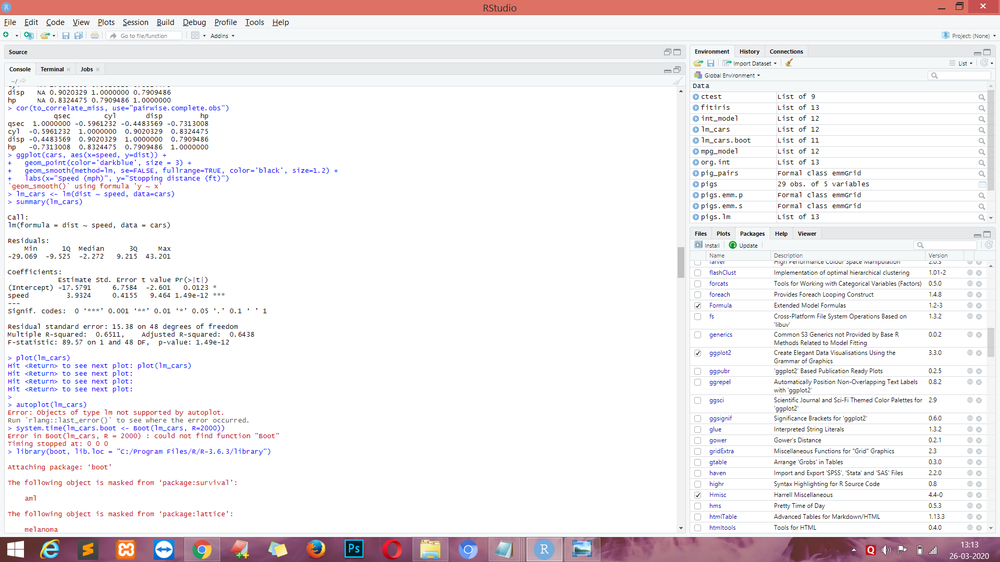 RStudio
File Edit Code View Plots Session Build Debug Profile Tools Help
Go to file/function Addins Project: (None)
Source
Console Terminal Jobs
~/
disp   NA 0.9020329 1.0000000 0.7909486
hp     NA 0.8324475 0.7909486 1.0000000
> cor(to_correlate_miss, use="pairwise.complete.obs")
           qsec        cyl       disp         hp
qsec  1.0000000 -0.5961232 -0.4483569 -0.7313008
cyl  -0.5961232  1.0000000  0.9020329  0.8324475
disp -0.4483569  0.9020329  1.0000000  0.7909486
hp   -0.7313008  0.8324475  0.7909486  1.0000000
> ggplot(cars, aes(x=speed, y=dist)) +
+   geom_point(color='darkblue', size = 3) +
+   geom_smooth(method=lm, se=FALSE, fullrange=TRUE, color='black', size=1.2) +
+   labs(x="Speed (mph)", y="Stopping distance (ft)")
`geom_smooth()` using formula 'y ~ x'
> lm_cars <- lm(dist ~ speed, data=cars)
> summary(lm_cars)
Call:
lm(formula = dist ~ speed, data = cars)
Residuals:
    Min      1Q  Median      3Q     Max
-29.069  -9.525  -2.272   9.215  43.201
Coefficients:
            Estimate Std. Error t value Pr(>|t|)
(Intercept) -17.5791     6.7584  -2.601   0.0123 *
speed         3.9324     0.4155   9.464 1.49e-12 ***
---
Signif. codes:  0 ‘***’ 0.001 ‘**’ 0.01 ‘*’ 0.05 ‘.’ 0.1 ‘ ’ 1
Residual standard error: 15.38 on 48 degrees of freedom
Multiple R-squared:  0.6511,    Adjusted R-squared:  0.6438
F-statistic: 89.57 on 1 and 48 DF,  p-value: 1.49e-12
> plot(lm_cars)
Hit <Return> to see next plot: plot(lm_cars)
Hit <Return> to see next plot:
Hit <Return> to see next plot:
Hit <Return> to see next plot:
>
> autoplot(lm_cars)
Error: Objects of type lm not supported by autoplot.
Run `rlang::last_error()` to see where the error occurred.
> system.time(lm_cars.boot <- Boot(lm_cars, R=2000))
Error in Boot(lm_cars, R = 2000) : could not find function "Boot"
Timing stopped at: 0 0 0
> library(boot, lib.loc = "C:/Program Files/R/R-3.6.3/library")
Attaching package: ‘boot’
The following object is masked from ‘package:survival’:
    aml
The following object is masked from ‘package:lattice’:
    melanoma
Environment History Connections
Import Dataset List
Global Environment
Data
ctest List of 9
fitiris List of 13
int_model List of 12
lm_cars List of 12
lm_cars.boot List of 11
mpg_model List of 12
org.int List of 13
pig_pairs Formal class emmGrid
pigs 29 obs. of 5 variables
pigs.emm.p Formal class emmGrid
pigs.emm.s Formal class emmGrid
pigs.lm List of 13
Files Plots Packages Help Viewer
Install Update
Name Description Version
farver High Performance Colour Space Manipulation 2.0.3
flashClust Implementation of optimal hierarchical clustering 1.01-2
forcats Tools for Working with Categorical Variables (Factors) 0.5.0
foreach Provides Foreach Looping Construct 1.4.8
Formula Extended Model Formulas 1.2-3
fs Cross-Platform File System Operations Based on 1.3.2
'libuv'
generics Common S3 Generics not Provided by Base R 0.0.2
Methods Related to Model Fitting
ggplot2 Create Elegant Data Visualisations Using the 3.3.0
Grammar of Graphics
ggpubr 'ggplot2' Based Publication Ready Plots 0.2.5
ggrepel Automatically Position Non-Overlapping Text Labels 0.8.2
with 'ggplot2'
ggsci Scientific Journal and Sci-Fi Themed Color Palettes for 2.9
'ggplot2'
ggsignif Significance Brackets for 'ggplot2' 0.6.0
glue Interpreted String Literals 1.3.2
gower Gower's Distance 0.2.1
gridExtra Miscellaneous Functions for "Grid" Graphics 2.3
gtable Arrange 'Grobs' in Tables 0.3.0
haven Import and Export 'SPSS', 'Stata' and 'SAS' Files 2.2.0
highr Syntax Highlighting for R Source Code 0.8
Hmisc Harrell Miscellaneous 4.4-0
hms Pretty Time of Day 0.5.3
htmlTable Advanced Tables for Markdown/HTML 1.13.3
htmltools Tools for HTML 0.4.0
Ps
R
Q
13:13
26-03-2020